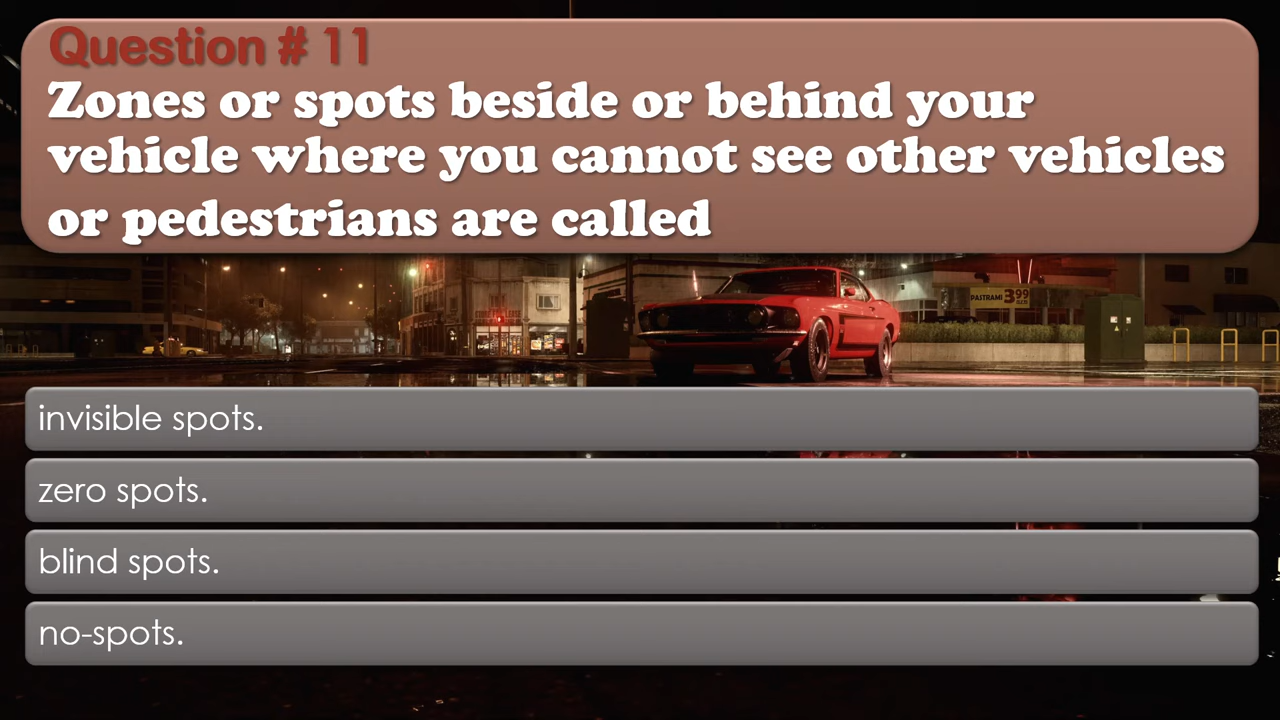 Question # 11
Zones or spots beside or behind your
vehicle where you cannot see other vehicles
or pedestrians are called
PASTRAMI 3.99
invisible spots.
zero spots.
blind spots.
no-spots.